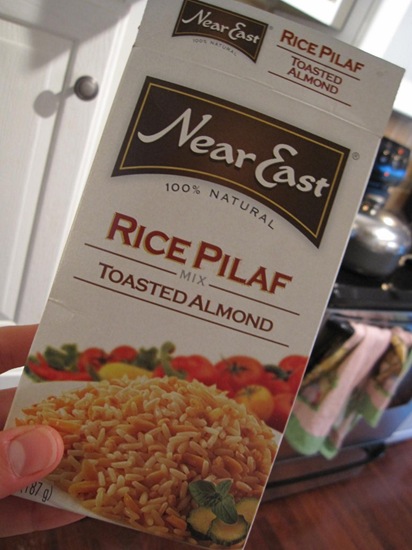 Near East
100% NATURAL
RICE PILAF
TOASTED
ALMOND
Near East
®
100% NATURAL
RICE PILAF
MIX
TOASTED ALMOND
187 g)